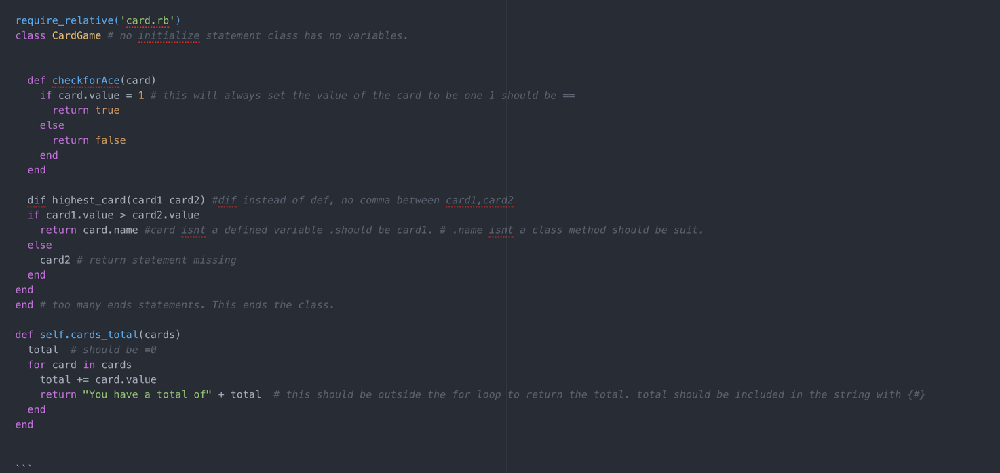 require_relative('card.rb')
class CardGame # no initialize statement class has no variables.
def checkforAce(card)
if card.value = 1 # this will always set the value of the card to be one 1 should be ==
return true
else
return false
end
end
dif highest_card(card1 card2) #dif instead of def, no comma between card1,card2
if card1.value > card2.value
return card.name #card isnt a defined variable .should be card1. # .name isnt a class method should be suit.
else
card2 # return statement missing
end
end
end # too many ends statements. This ends the class.
def self.cards_total(cards)
total  # should be =0
for card in cards
total += card.value
return "You have a total of" + total  # this should be outside the for loop to return the total. total should be included in the string with {#}
end
end
```